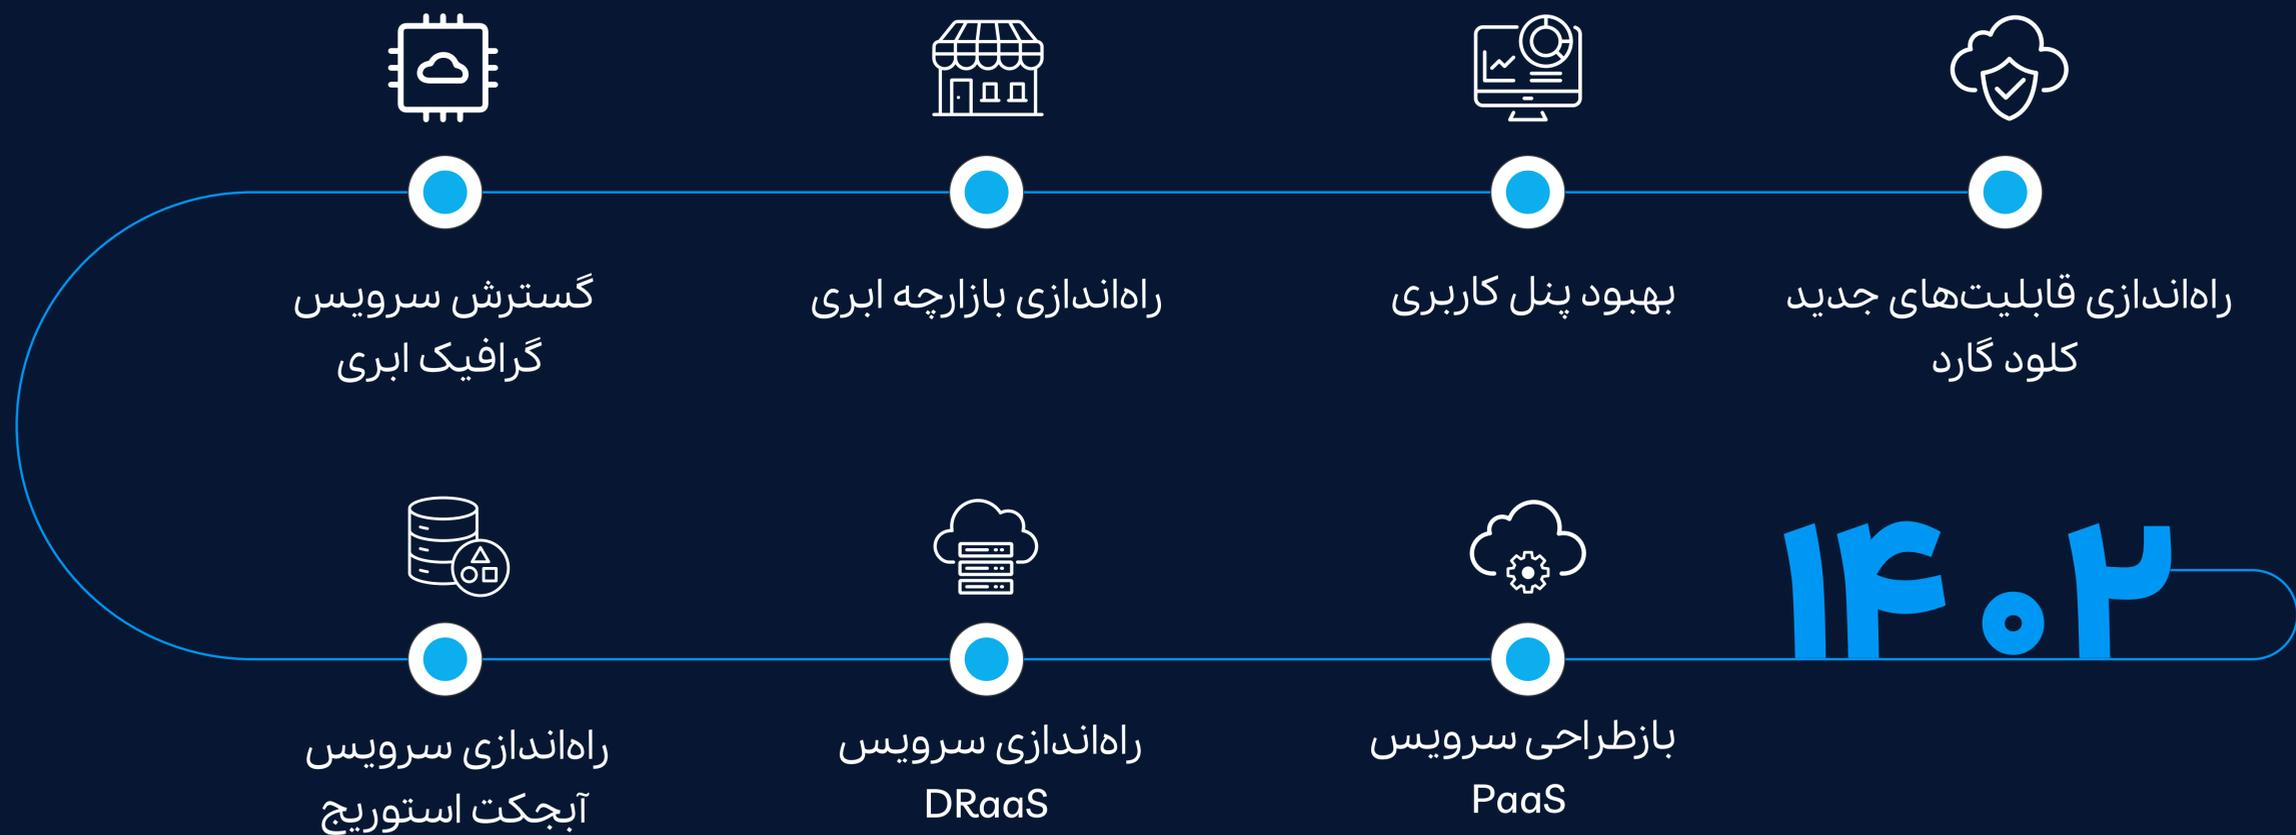 راه‌اندازی قابلیت‌های جدید
کلود گارد
بهبود پنل کاربری
راه‌اندازی بازارچه ابری
گسترش سرویس
گرافیک ابری
۱۴۰۲
بازطراحی سرویس
PaaS
راه‌اندازی سرویس
DRaaS
راه‌اندازی سرویس
آبجکت استوریج